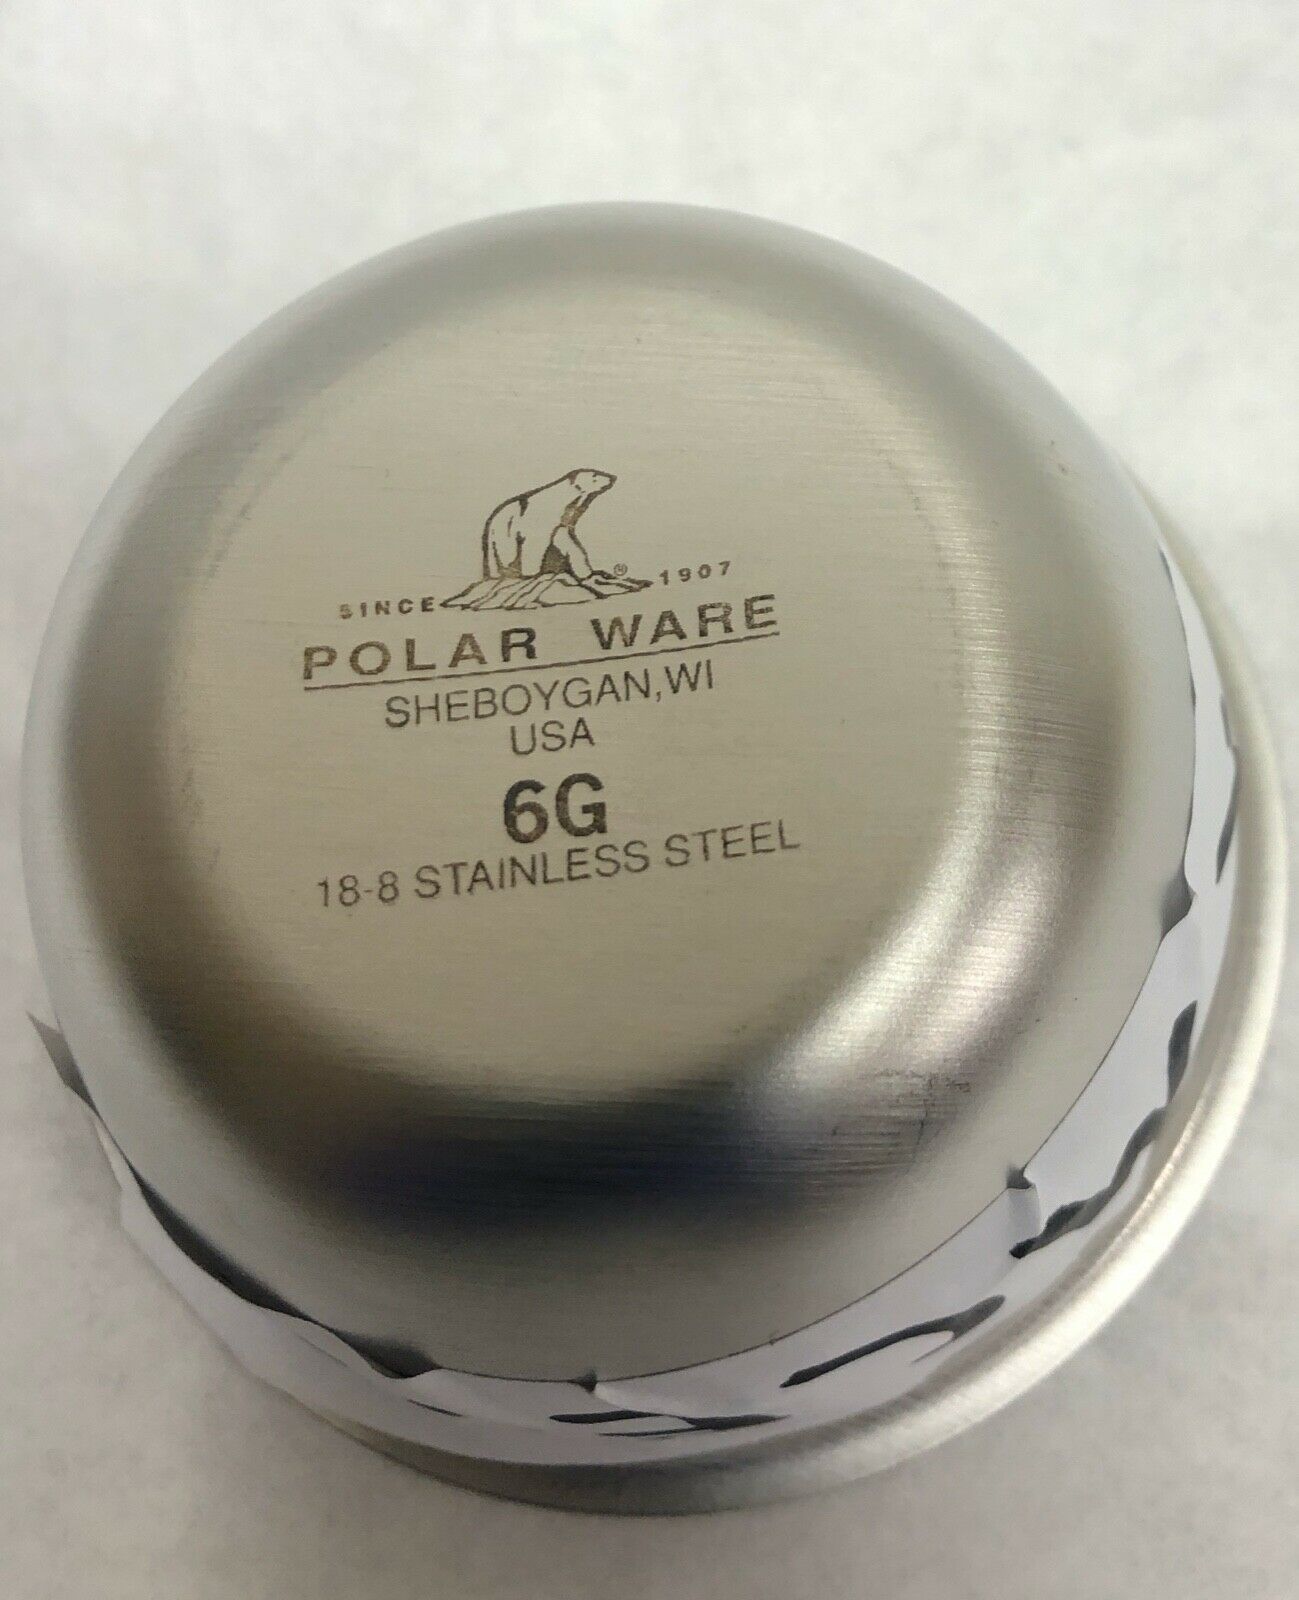 SINCE 1907
®
POLAR WARE
SHEBOYGAN,WI
USA
6G
18-8 STAINLESS STEEL